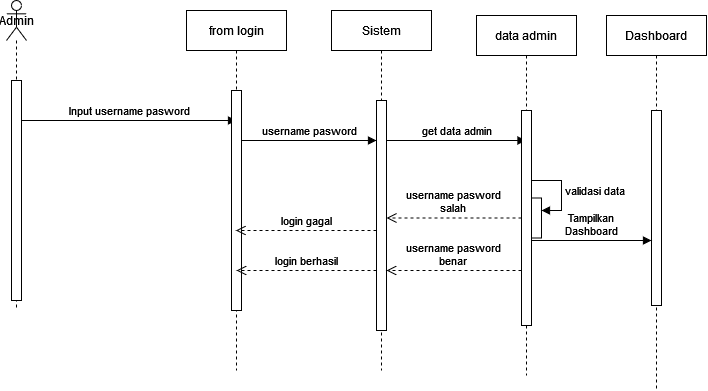 Admin
from login
Sistem
data admin
Dashboard
Input username pasword
username pasword
get data admin
validasi data
username pasword
salah
login gagal
Tampilkan
Dashboard
username pasword
benar
login berhasil